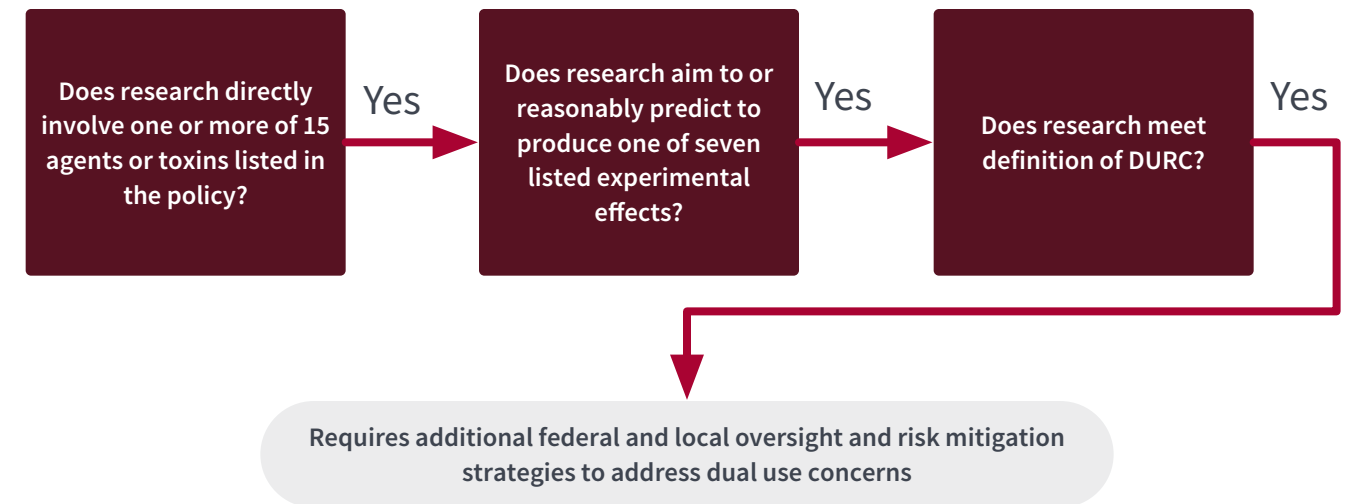 Does research directly
involve one or more of 15
agents or toxins listed in
the policy?
Yes
Does research aim to or
reasonably predict to
produce one of seven
listed experimental
effects?
Yes
Does research meet
definition of DURC?
Yes
Requires additional federal and local oversight and risk mitigation
strategies to address dual use concerns